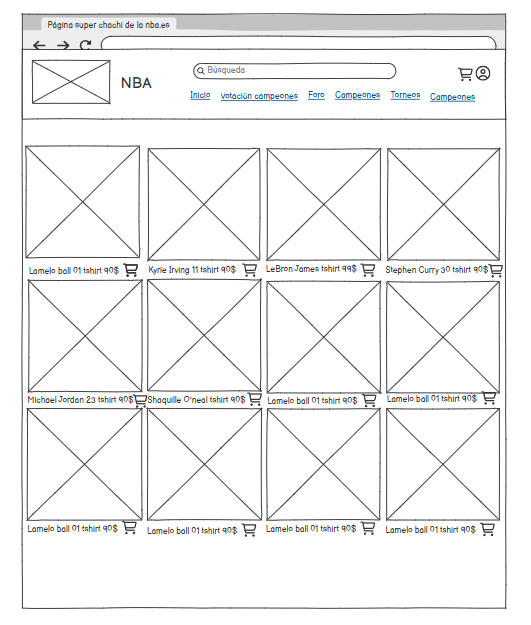 Página super chachi de la nba.es
NBA
Búsqueda
Inicio Votación campeones Foro Campeones Torneos Campeones
Lamelo ball 01 tshirt 90$ Kyrie Irving 11 tshirt 90$ LeBron James tshirt 99$ Stephen Curry 30 tshirt 90$
Michael Jordan 23 tshirt 90$ Shaquille O'neal tshirt 90$ Lamelo ball 01 tshirt 90$ Lamelo ball 01 tshirt 90$
Lamelo ball 01 tshirt 90$ Lamelo ball 01 tshirt 90$ Lamelo ball 01 tshirt 90$ Lamelo ball 01 tshirt 90$